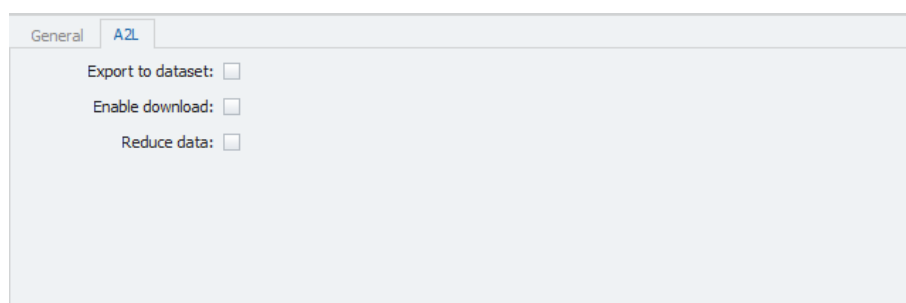 General A2L
Export to dataset:
Enable download:
Reduce data: